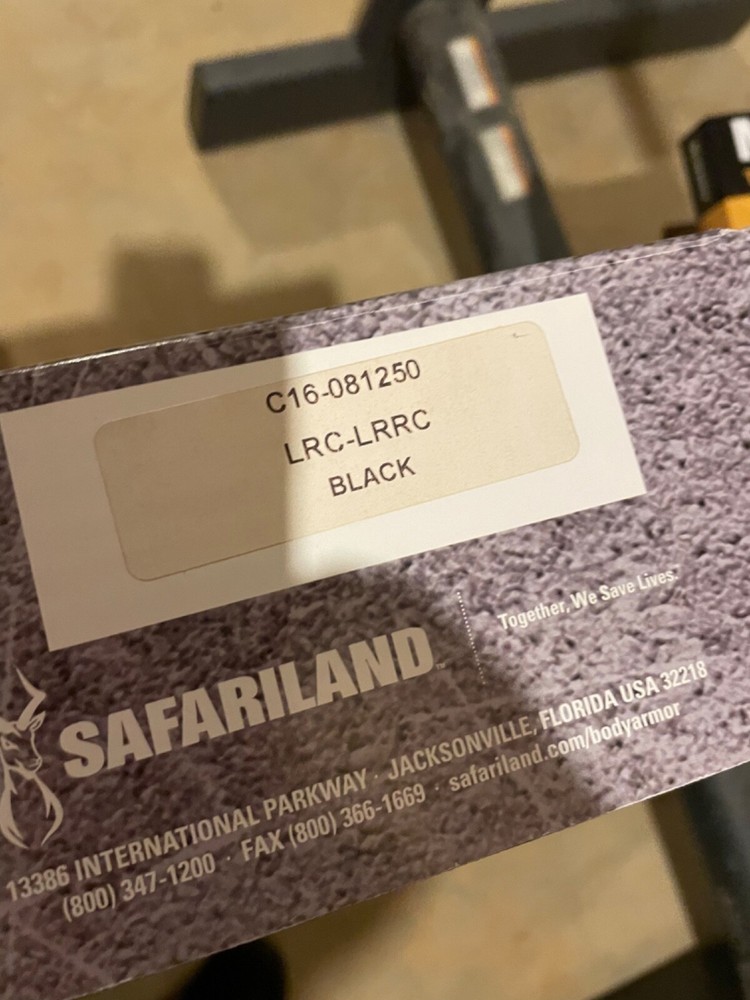 C16-081250
LRC-LRRC
BLACK
Together, We Save Lives.
SAFARILAND
13386 INTERNATIONAL PARKWAY · JACKSONVILLE, FLORIDA USA 32218
(800) 347-1200 · FAX (800) 366-1669 · safariland.com/bodyarmor